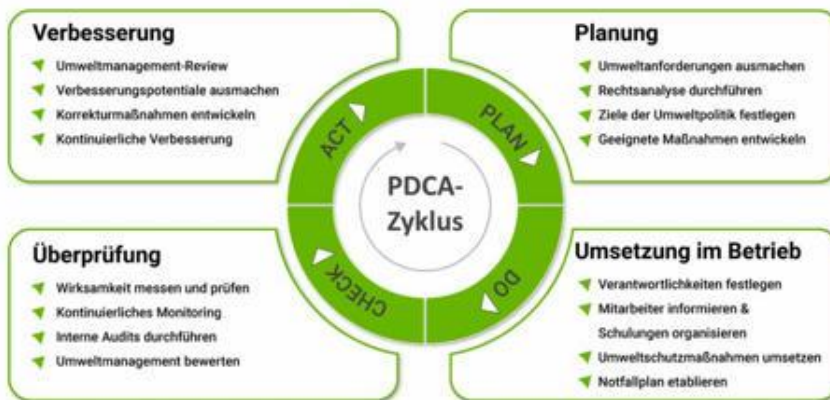 Verbesserung
Umweltmanagement-Review
Verbesserungspotentiale ausmachen
Korrekturmaßnahmen entwickeln
Kontinuierliche Verbesserung
Planung
Umweltanforderungen ausmachen
Rechtsanalyse durchführen
Ziele der Umweltpolitik festlegen
Geeignete Maßnahmen entwickeln
ACT
PLAN
PDCA-
Zyklus
CHECK
DO
Überprüfung
Wirksamkeit messen und prüfen
Kontinuierliches Monitoring
Interne Audits durchführen
Umweltmanagement bewerten
Umsetzung im Betrieb
Verantwortlichkeiten festlegen
Mitarbeiter informieren &
Schulungen organisieren
Umweltschutzmaßnahmen umsetzen
Notfallplan etablieren